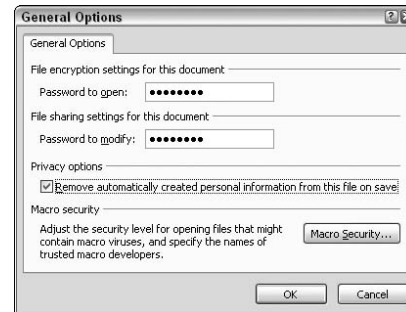 General Options
General Options
File encryption settings for this document
Password to open: ●●●●●●●●
File sharing settings for this document
Password to modify: ●●●●●●●●
Privacy options
Remove automatically created personal information from this file on save
Macro security
Adjust the security level for opening files that might
contain macro viruses, and specify the names of
trusted macro developers.
Macro Security...
OK Cancel